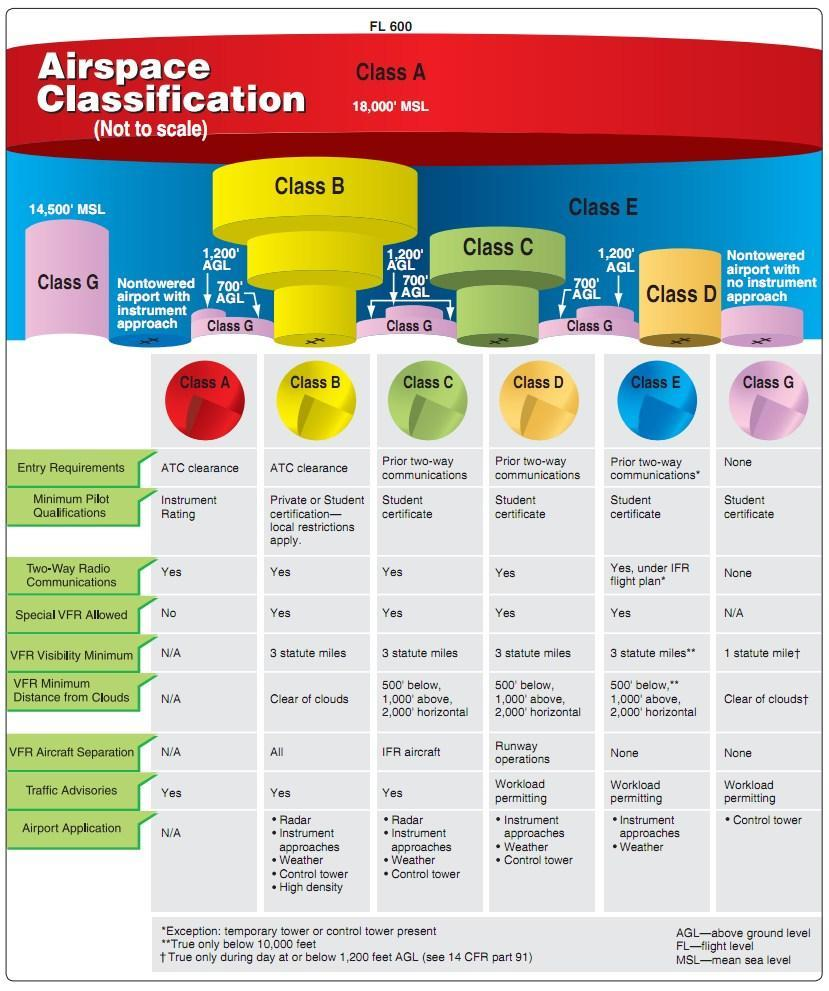 FL 600
Airspace
Classification
(Not to scale)
Class A
18,000' MSL
Class B
Class E
14,500' MSL
Class G
Nontowered
airport with
instrument
approach
1,200'
AGL
700'
AGL
Class G
1,200'
AGL
700'
AGL
Class G
Class C
700'
AGL
1,200'
AGL
Class G
Class D
Nontowered
airport with
no instrument
approach
Class A
Class B
Class C
Class D
Class E
Class G
Entry Requirements
ATC clearance
ATC clearance
Prior two-way
communications
Prior two-way
communications
Prior two-way
communications*
None
Minimum Pilot
Qualifications
Instrument
Rating
Private or Student
certification—
local restrictions
apply.
Student
certificate
Student
certificate
Student
certificate
Student
certificate
Two-Way Radio
Communications
Yes
Yes
Yes
Yes
Yes, under IFR
flight plan*
None
Special VFR Allowed
No
Yes
Yes
Yes
Yes
N/A
VFR Visibility Minimum
N/A
3 statute miles
3 statute miles
3 statute miles
3 statute miles**
1 statute mile†
VFR Minimum
Distance from Clouds
N/A
Clear of clouds
500' below,
1,000' above,
2,000' horizontal
500' below,
1,000' above,
2,000' horizontal
500' below,**
1,000' above,
2,000' horizontal
Clear of clouds†
VFR Aircraft Separation
N/A
All
IFR aircraft
Runway
operations
None
None
Traffic Advisories
Yes
Yes
Yes
Workload
permitting
Workload
permitting
Workload
permitting
Airport Application
N/A
• Radar
• Instrument
approaches
• Weather
• Control tower
• High density
• Radar
• Instrument
approaches
• Weather
• Control tower
• Instrument
approaches
• Weather
• Control tower
• Instrument
approaches
• Weather
• Control tower
*Exception: temporary tower or control tower present
**True only below 10,000 feet
† True only during day at or below 1,200 feet AGL (see 14 CFR part 91)
AGL—above ground level
FL—flight level
MSL—mean sea level